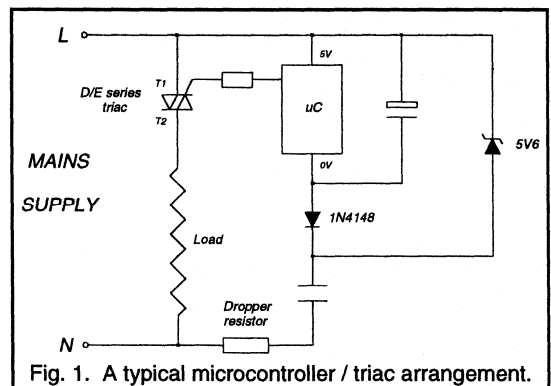 L
5V
D/E series
triac
T1
T2
uC
MAINS
SUPPLY
0V
5V6
1N4148
Load
Dropper
resistor
N
Fig. 1. A typical microcontroller / triac arrangement.